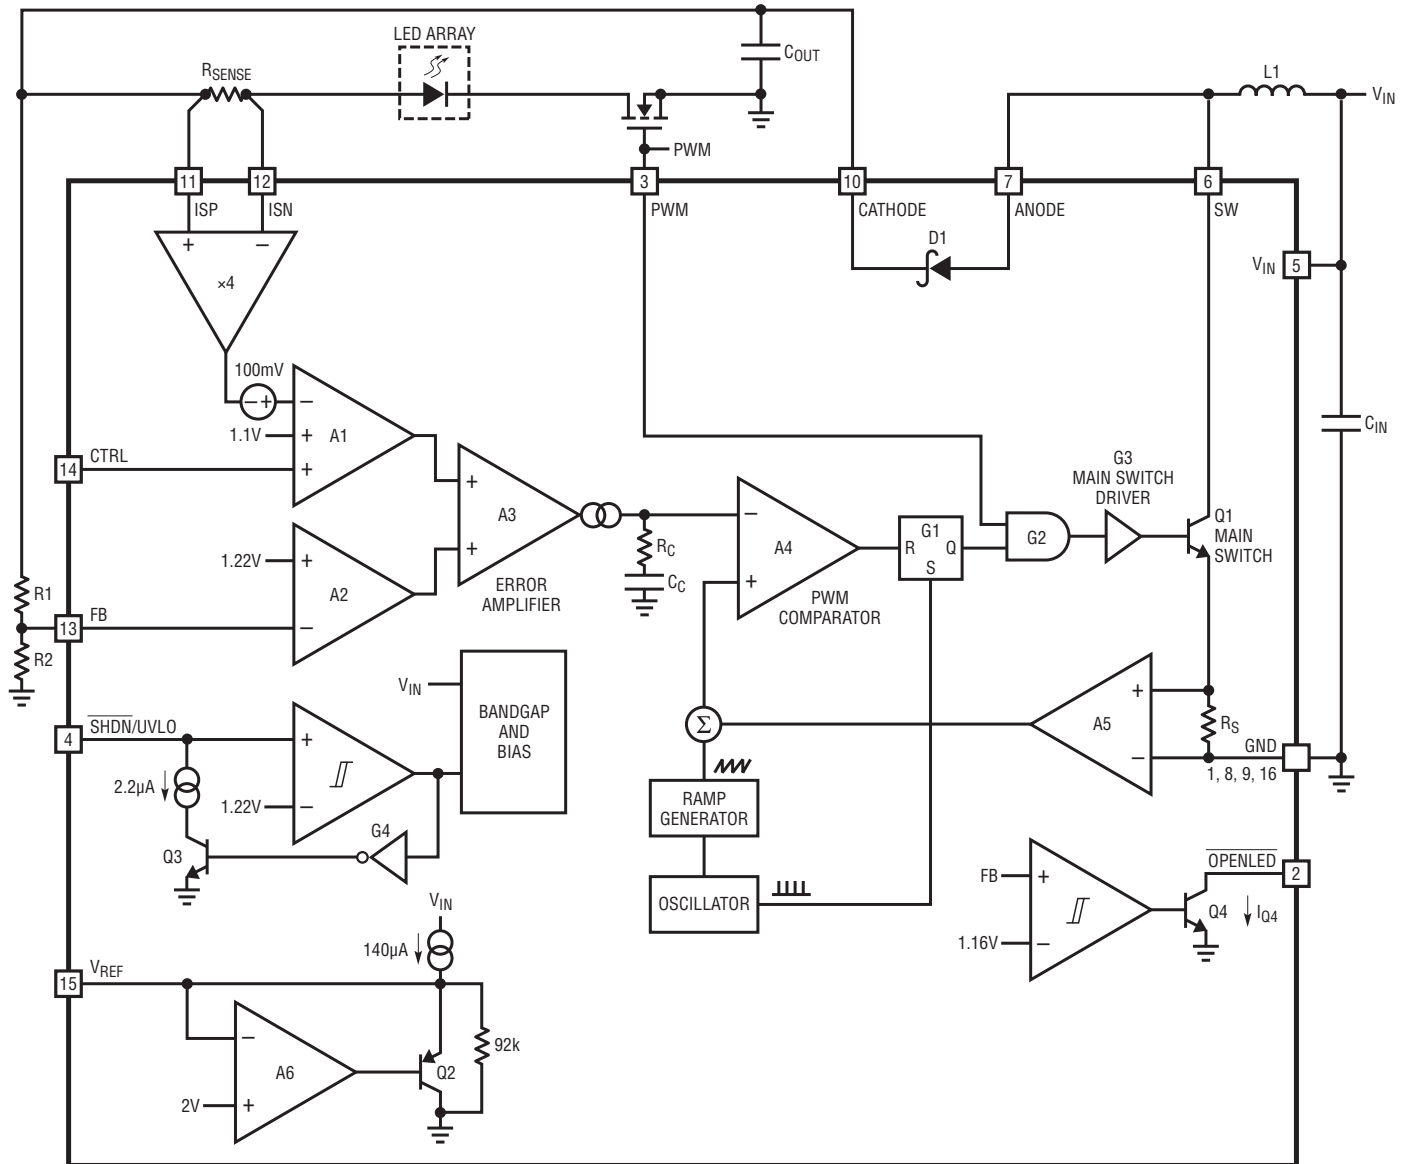 LED ARRAY
COUT
RSENSE
L1
VIN
PWM
11
12
3
10
7
6
ISP
ISN
PWM
CATHODE
ANODE
SW
+
−
D1
VIN
5
×4
100mV
− +
−
1.1V
+
A1
14
CTRL
+
+
A3
+
ERROR
AMPLIFIER
1.22V
+
A2
R1
13
FB
−
R2
RC
CC
−
A4
+
PWM
COMPARATOR
G1
R
Q
S
G2
G3
MAIN SWITCH
DRIVER
Q1
MAIN
SWITCH
CIN
VIN
BANDGAP
AND
BIAS
4
SHDN/UVLO
+
2.2µA
1.22V
−
G4
Q3
Σ
A5
+
−
RS
GND
1, 8, 9, 16
RAMP
GENERATOR
OSCILLATOR
OPENLED
2
FB
+
1.16V
−
Q4
IQ4
VIN
140µA
15
VREF
−
A6
2V
+
Q2
92k